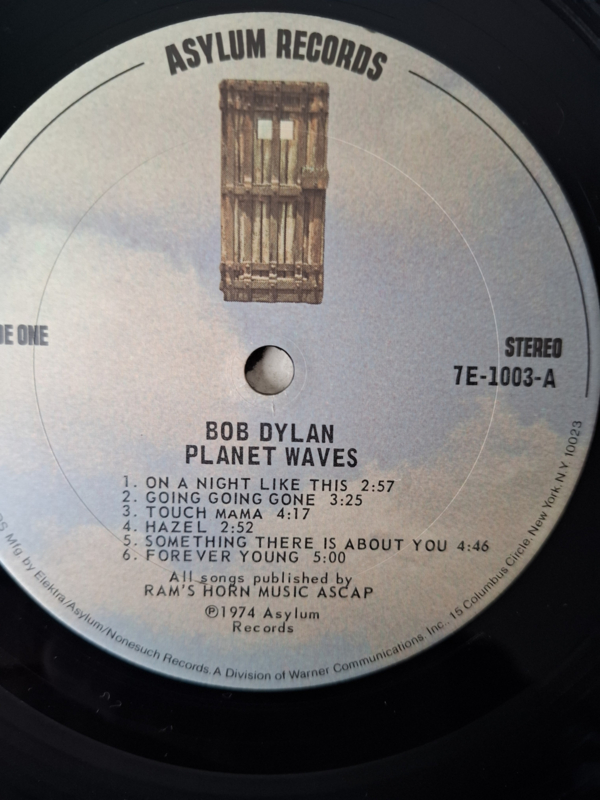 ASYLUM RECORDS
DE ONE
STEREO
7E-1003-A
BOB DYLAN
PLANET WAVES
1. ON A NIGHT LIKE THIS 2:57
2. GOING GOING GONE 3:25
3. TOUCH MAMA 4:17
4. HAZEL 2:52
5. SOMETHING THERE IS ABOUT YOU 4:46
6. FOREVER YOUNG 5:00
All songs published by
RAM'S HORN MUSIC ASCAP
℗1974 Asylum
Records
Mfg by Elektra/Asylum/Nonesuch Records. A Division of Warner Communications. Inc., 15 Columbus Circle, New York, N.Y. 10023